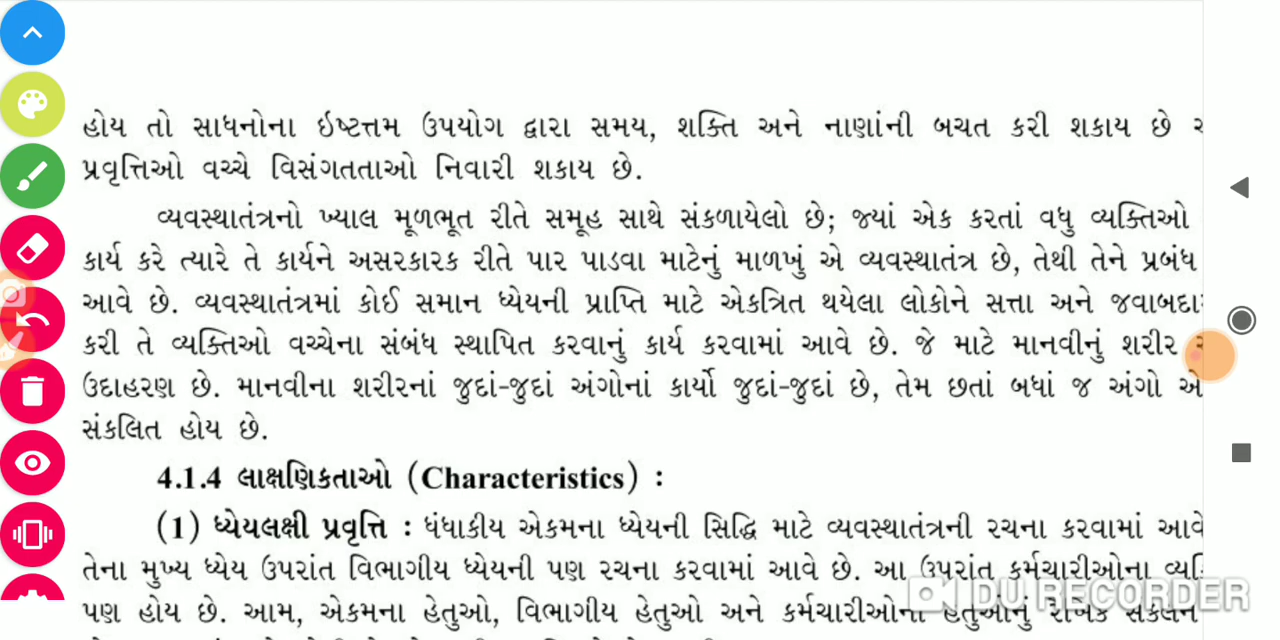 હોય તો સાધનોના ઇષ્ટત્તમ ઉપયોગ દ્વારા સમય, શક્તિ અને નાણાંની બચત કરી શકાય છે
પ્રવૃત્તિઓ વચ્ચે વિસંગતતાઓ નિવારી શકાય છે.
વ્યવસ્થાતંત્રનો ખ્યાલ મૂળભૂત રીતે સમૂહ સાથે સંકળાયેલો છે; જ્યાં એક કરતાં વધુ વ્યક્તિઓ
કાર્ય કરે ત્યારે તે કાર્યને અસરકારક રીતે પાર પાડવા માટેનું માળખું એ વ્યવસ્થાતંત્ર છે, તેથી તેને પ્રબંધ
આવે છે. વ્યવસ્થાતંત્રમાં કોઈ સમાન ધ્યેયની પ્રાપ્તિ માટે એકત્રિત થયેલા લોકોને સત્તા અને
કરી તે વ્યક્તિઓ વચ્ચેના સંબંધ સ્થાપિત કરવાનું કાર્ય કરવામાં આવે છે. જે માટે માનવીનું શરીર
ઉદાહરણ છે. માનવીના શરીરનાં જુદાં-જુદાં અંગોનાં કાર્યો જુદાં-જુદાં છે, તેમ છતાં બધાં જ અંગો
સંકલિત હોય છે.
4.1.4 લાક્ષણિકતાઓ (Characteristics) :
(1) ધ્યેયલક્ષી પ્રવૃત્તિ : ધંધાકીય એકમના ધ્યેયની સિદ્ધિ માટે વ્યવસ્થાતંત્રની રચના કરવામાં આવે
તેના મુખ્ય ધ્યેય ઉપરાંત વિભાગીય ધ્યેયની પણ રચના કરવામાં આવે છે. આ ઉપરાંત કર્મચારીઓના
પણ હોય છે. આમ, એકમના હેતુઓ, વિભાગીય હેતુઓ અને કર્મચારીઓના હેતુઓનું
DU RECORDER